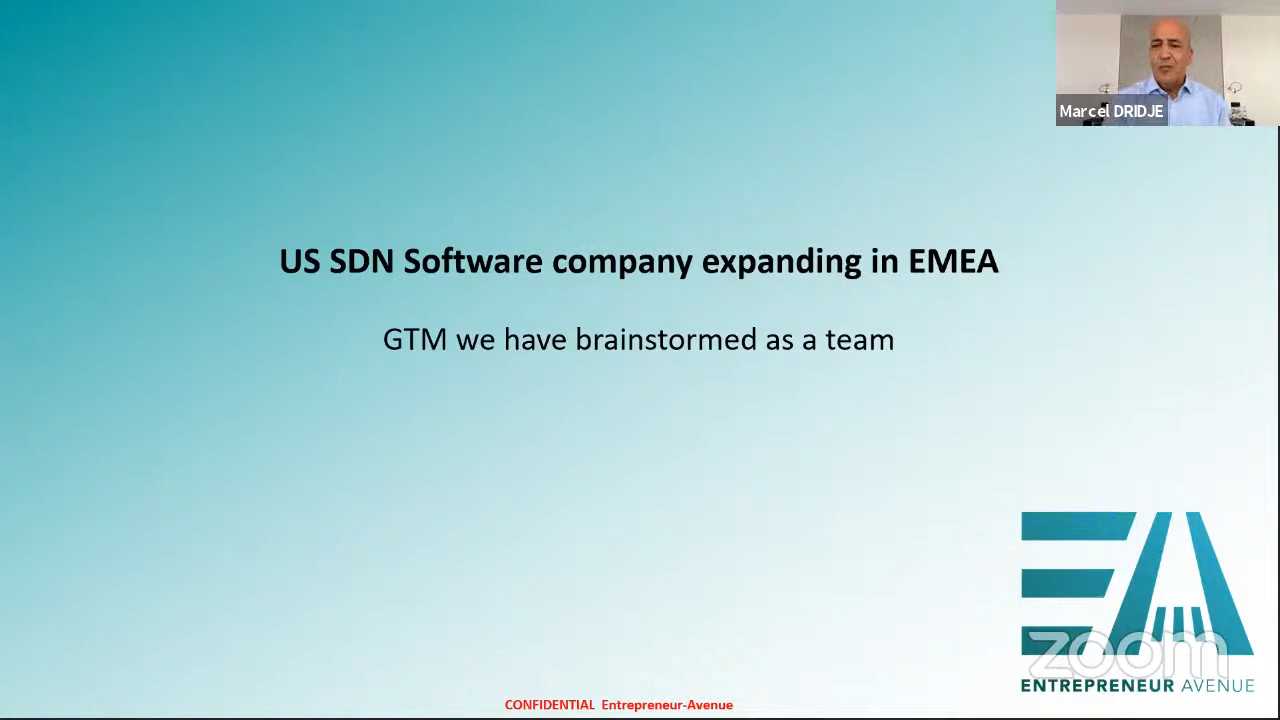 Marcel DRIDJE
US SDN Software company expanding in EMEA
GTM we have brainstormed as a team
EA
zoom
ENTREPRENEUR AVENUE
CONFIDENTIAL Entrepreneur-Avenue